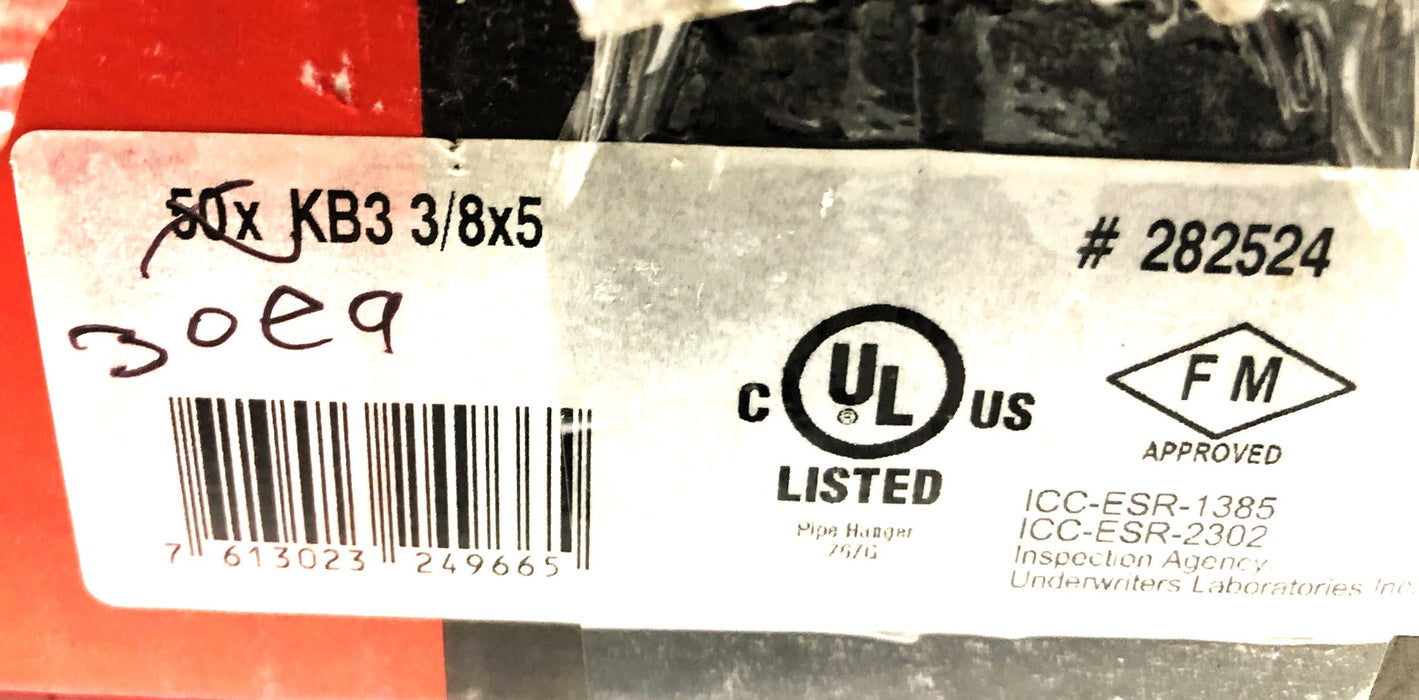 50x KB3 3/8x5
# 282524
30ea
C UL ® US
LISTED
Pipe Hanger
FM
APPROVED
ICC-ESR-1385
ICC-ESR-2302
Inspection Agency
Underwriters Laboratories Inc.
7 613023 249665